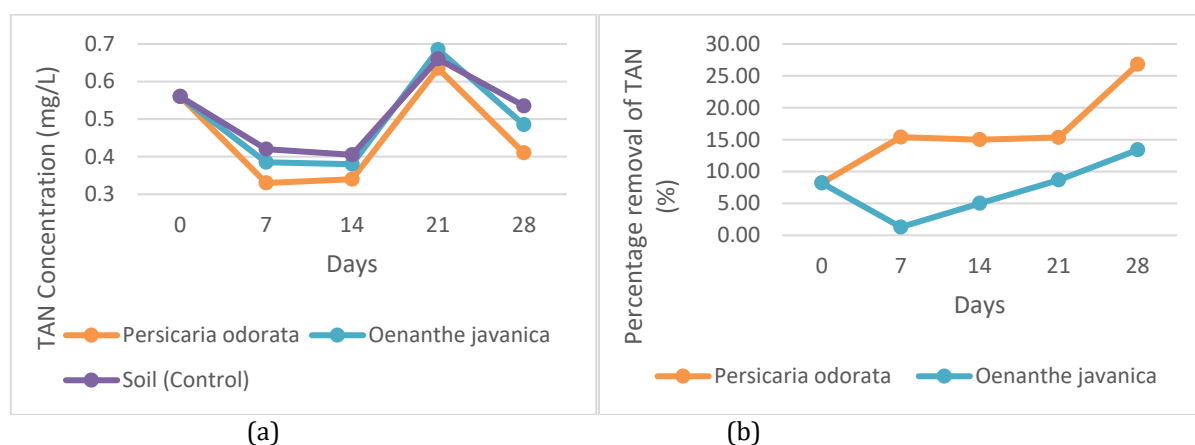 TAN Concentration (mg/L)
0.7
0.6
0.5
0.4
0.3
0 7 14 21 28
Days
Persicaria odorata Oenanthe javanica
Soil (Control)
(a)
Percentage removal of TAN
(%)
30.00
25.00
20.00
15.00
10.00
5.00
0.00
0 7 14 21 28
Days
Persicaria odorata Oenanthe javanica
(b)